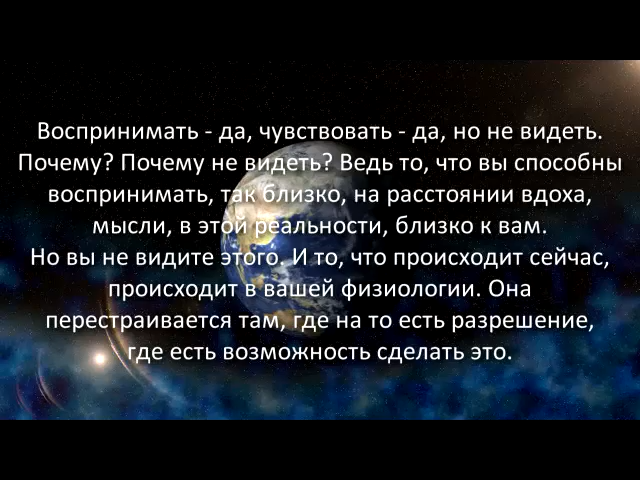 Воспринимать - да, чувствовать - да, но не видеть.
Почему? Почему не видеть? Ведь то, что вы способны
воспринимать, так близко, на расстоянии вдоха,
мысли, в этой реальности, близко к вам.
Но вы не видите этого. И то, что происходит сейчас,
происходит в вашей физиологии. Она
перестраивается там, где на то есть разрешение,
где есть возможность сделать это.